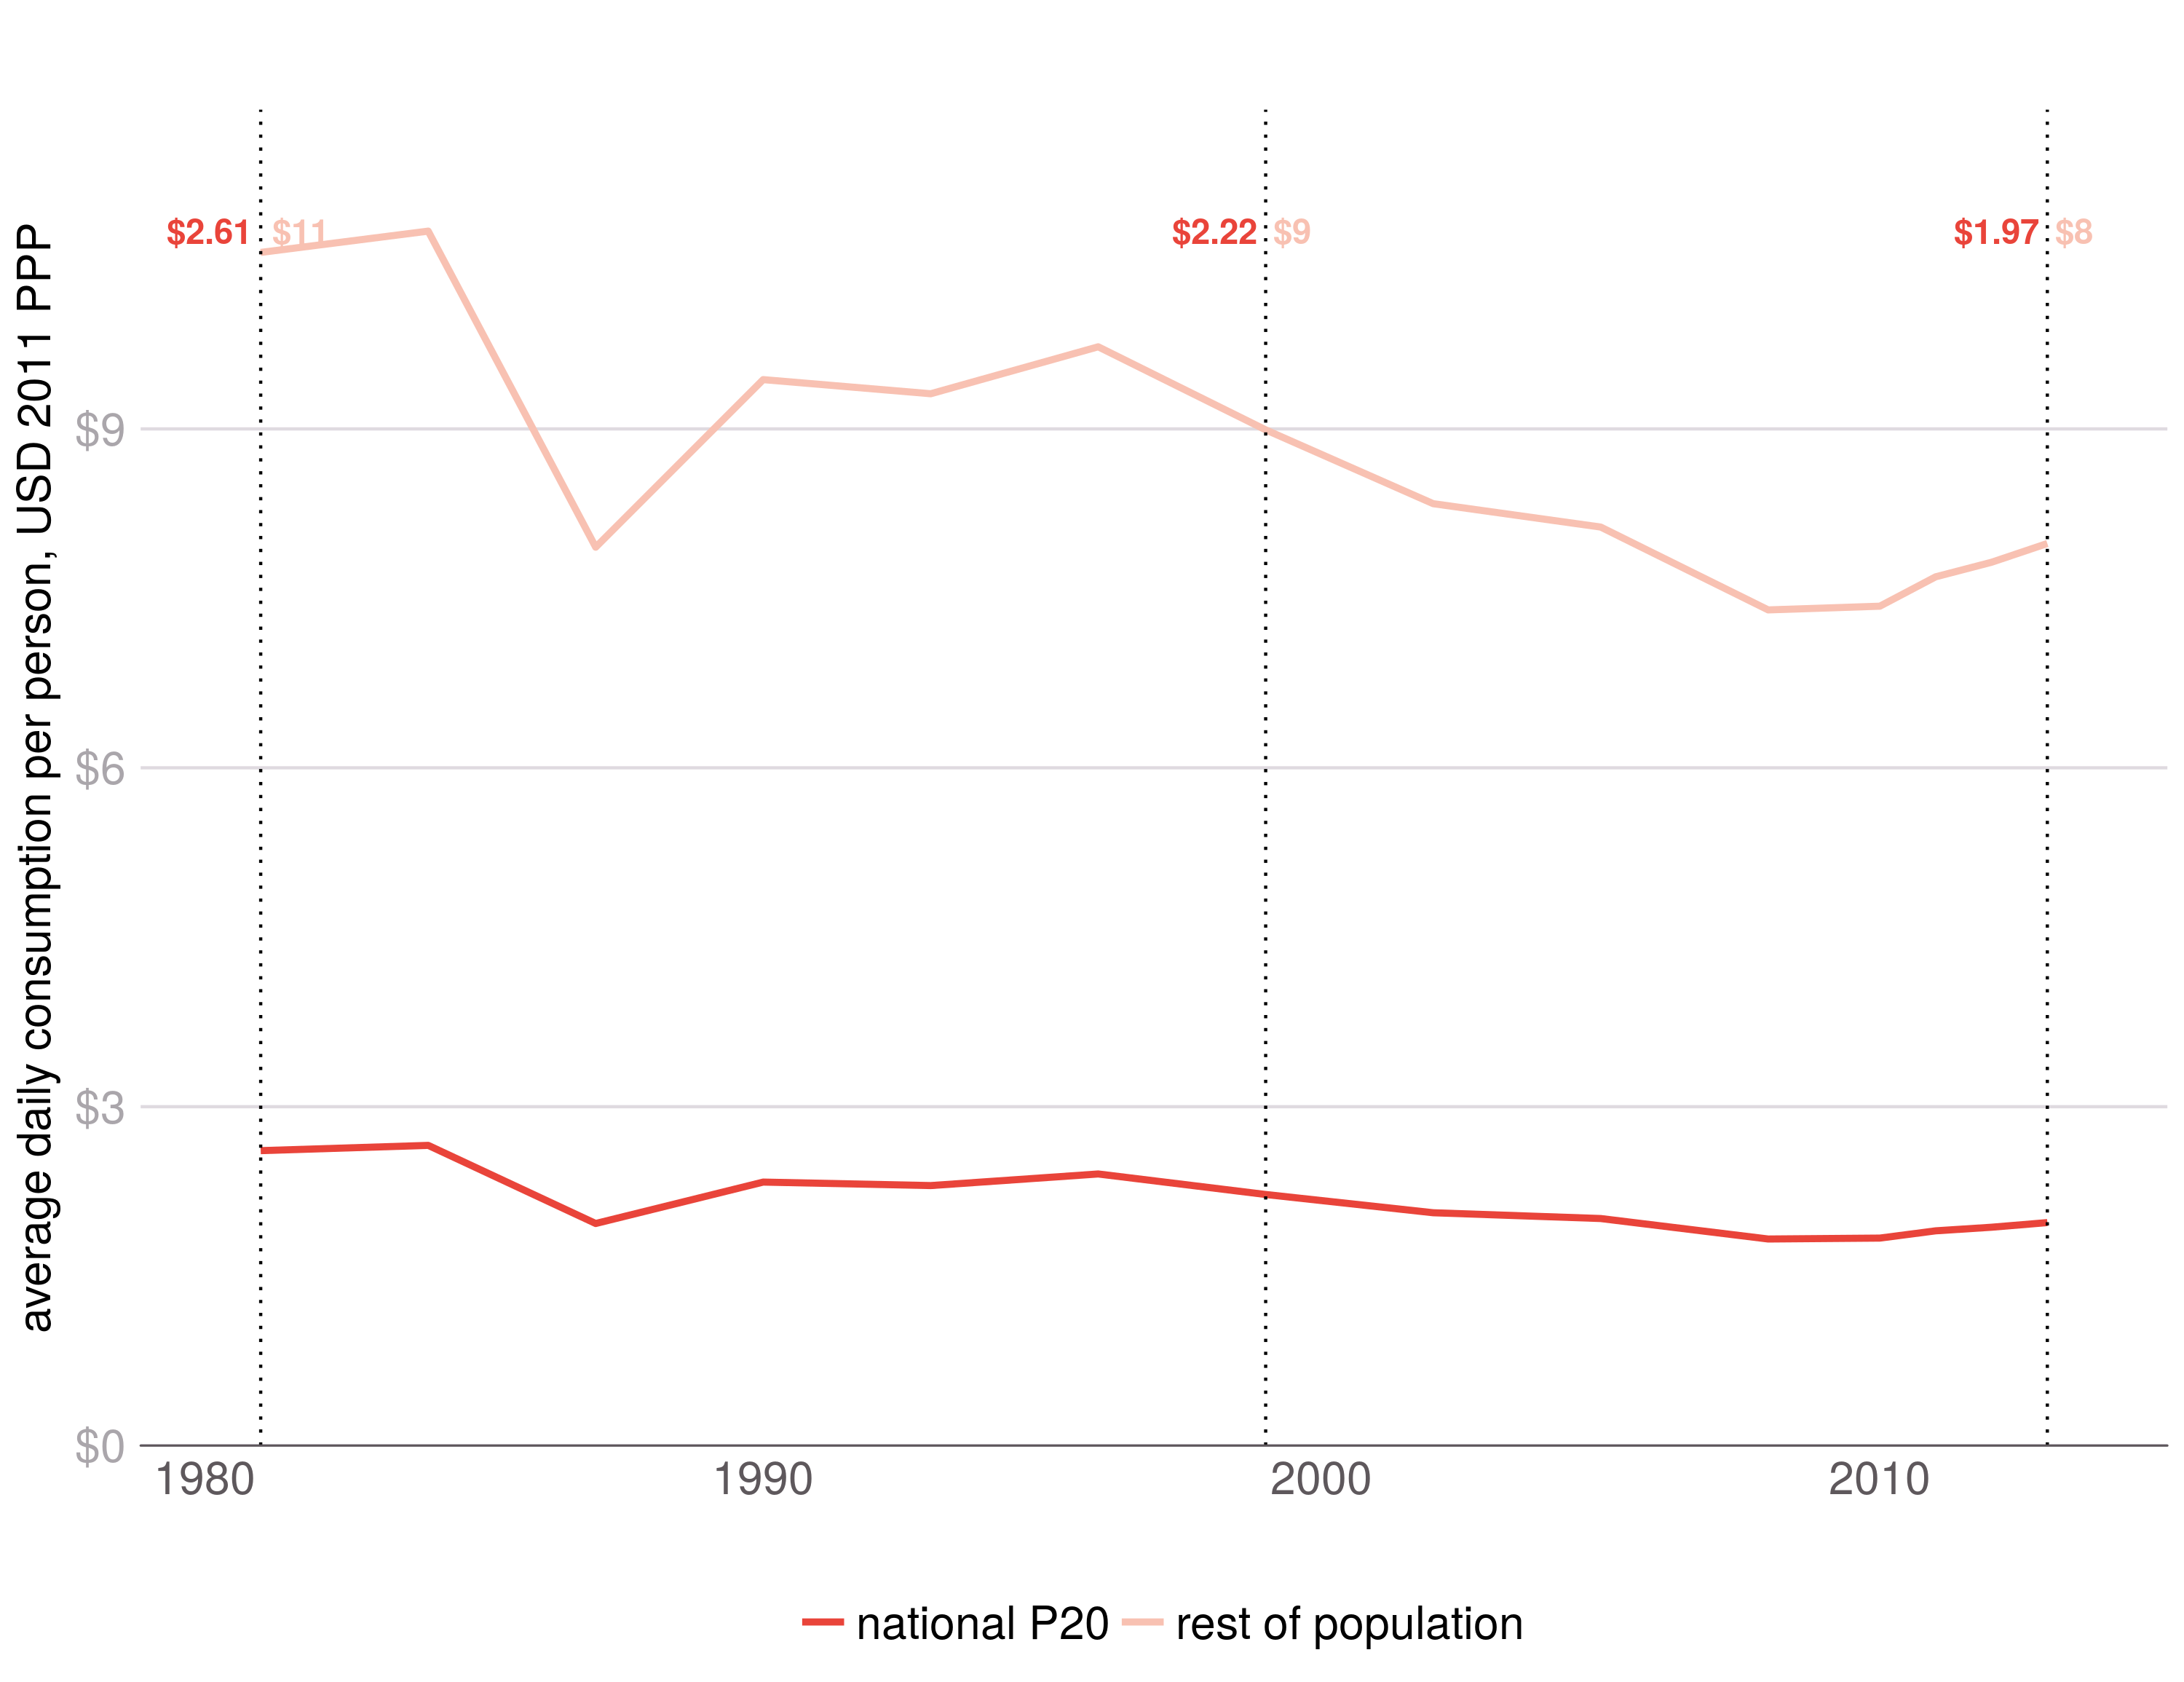 average daily consumption per person, USD 2011 PPP
$2.61 $11
$2.22 $9
$1.97 $8
$9
$6
$3
$0
1980 1990 2000 2010
national P20 rest of population